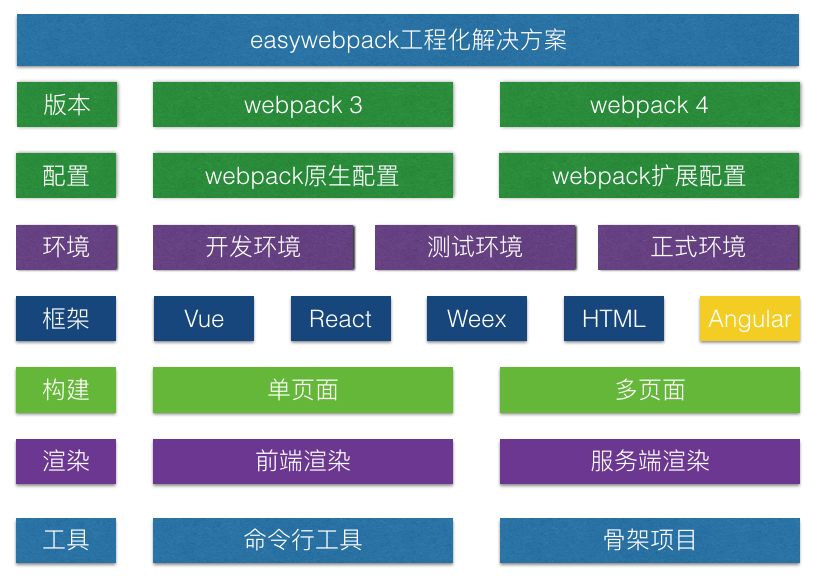 easywebpack工程化解决方案
版本 webpack 3 webpack 4
配置 webpack原生配置 webpack扩展配置
环境 开发环境 测试环境 正式环境
框架 Vue React Weex HTML Angular
构建 单页面 多页面
渲染 前端渲染 服务端渲染
工具 命令行工具 骨架项目